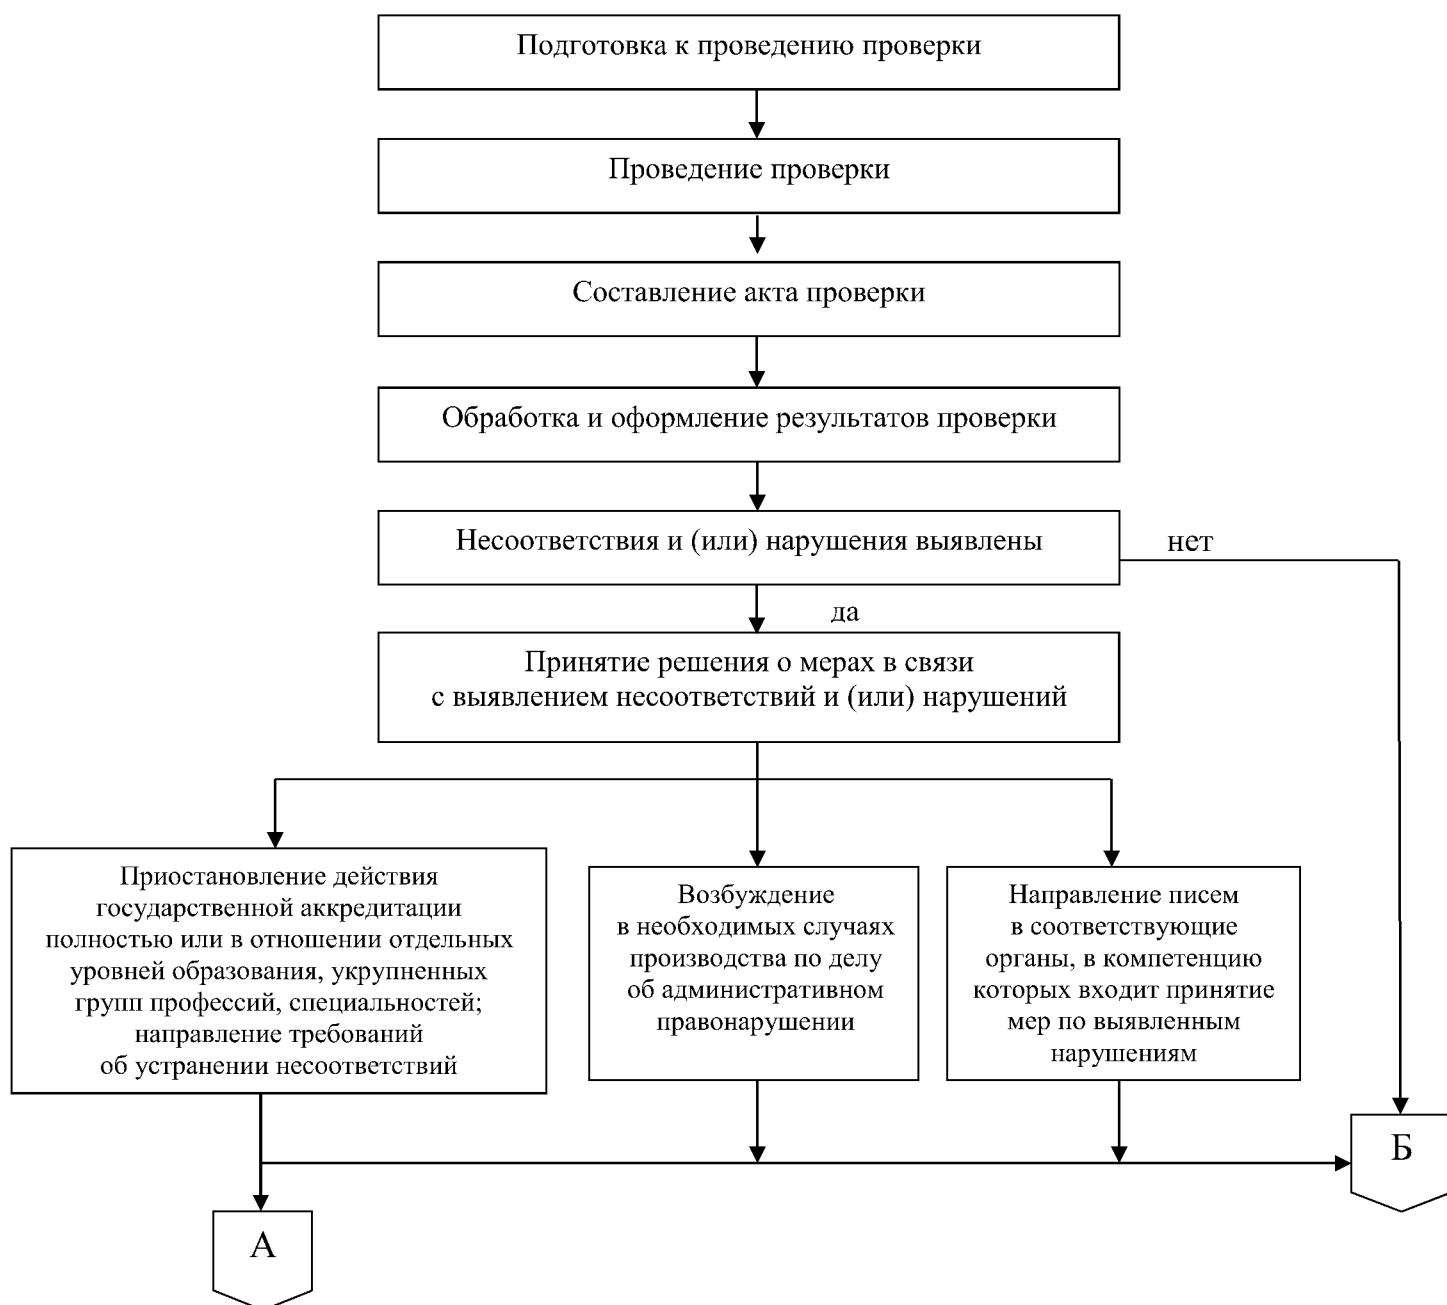 Подготовка к проведению проверки
Проведение проверки
Составление акта проверки
Обработка и оформление результатов проверки
Несоответствия и (или) нарушения выявлены
нет
да
Принятие решения о мерах в связи
с выявлением несоответствий и (или) нарушений
Приостановление действия
государственной аккредитации
полностью или в отношении отдельных
уровней образования, укрупненных
групп профессий, специальностей;
направление требований
об устранении несоответствий
Возбуждение
в необходимых случаях
производства по делу
об административном
правонарушении
Направление писем
в соответствующие
органы, в компетенцию
которых входит принятие
мер по выявленным
нарушениям
Б
А